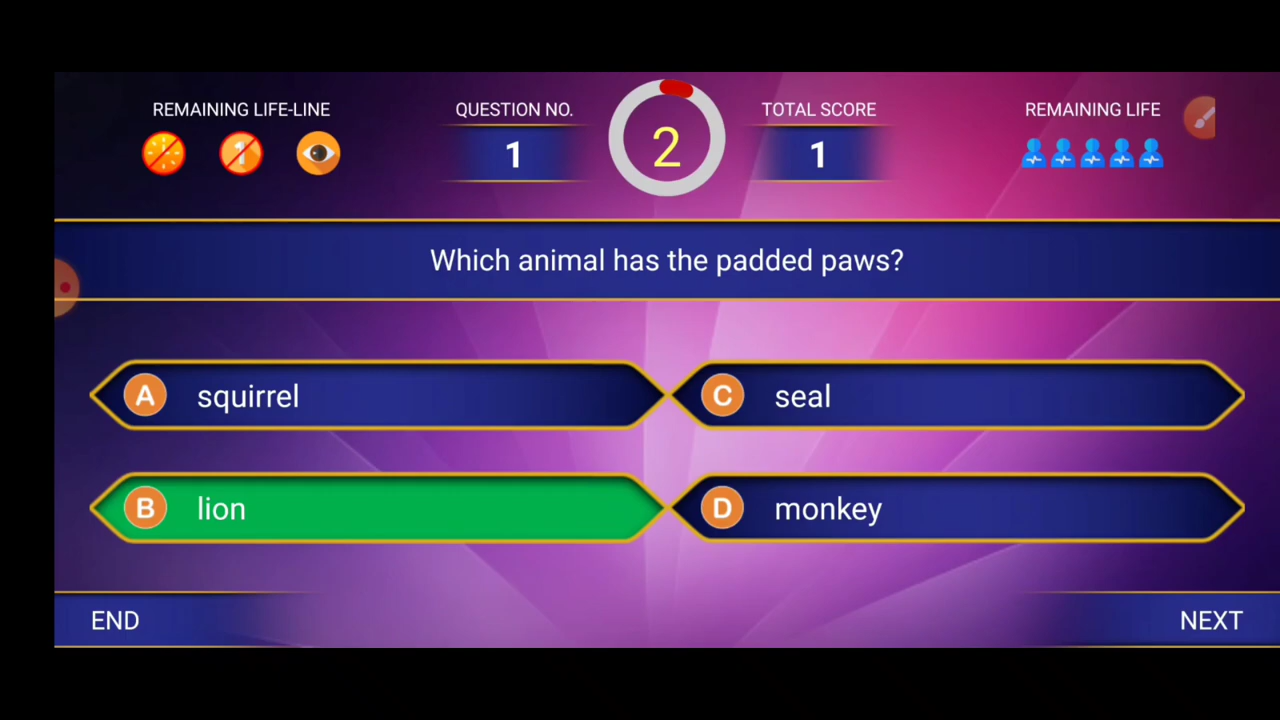 REMAINING LIFE-LINE
1
QUESTION NO.
1
2
TOTAL SCORE
1
REMAINING LIFE
Which animal has the padded paws?
A squirrel
C seal
B lion
D monkey
END
NEXT